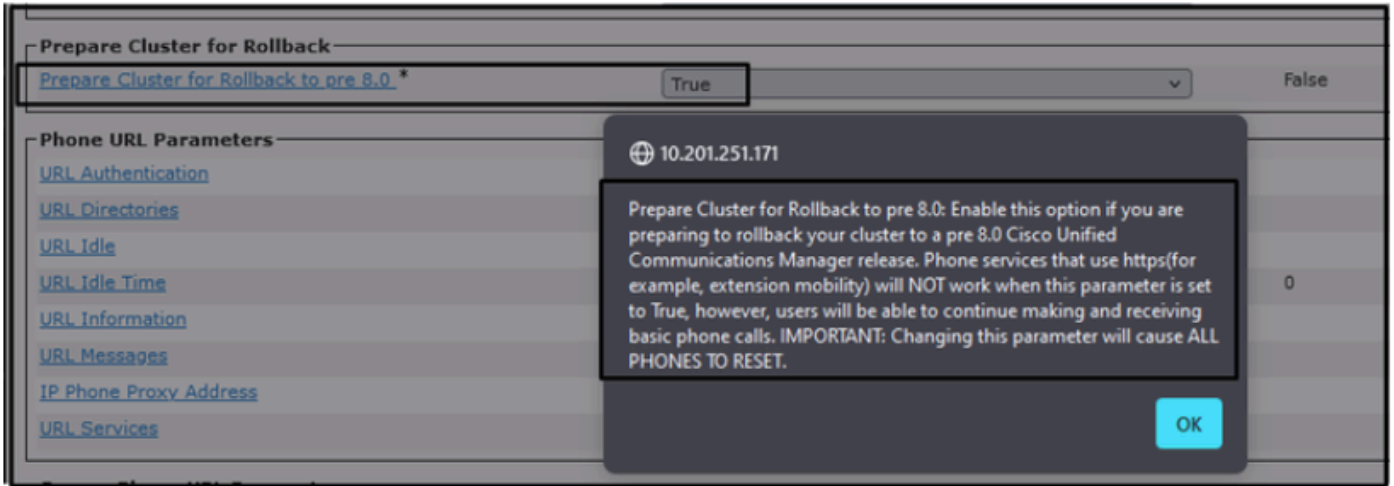 Prepare Cluster for Rollback
Prepare Cluster for Rollback to pre 8.0 *
True
False
Phone URL Parameters
URL Authentication
URL Directories
URL Idle
URL Idle Time
0
URL Information
URL Messages
IP Phone Proxy Address
URL Services
10.201.251.171
Prepare Cluster for Rollback to pre 8.0: Enable this option if you are
preparing to rollback your cluster to a pre 8.0 Cisco Unified
Communications Manager release. Phone services that use https(for
example, extension mobility) will NOT work when this parameter is set
to True, however, users will be able to continue making and receiving
basic phone calls. IMPORTANT: Changing this parameter will cause ALL
PHONES TO RESET.
OK